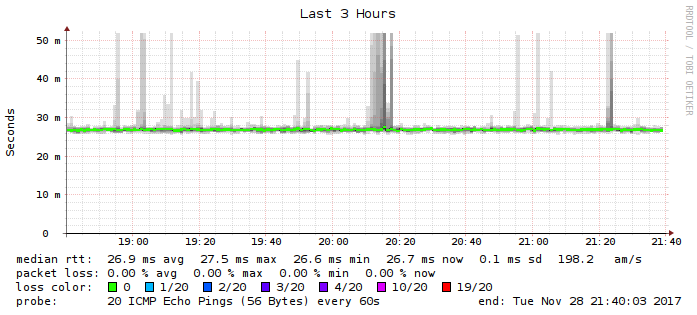 Last 3 Hours
RRDTOOL / TOBI OETIKER
Seconds
50 m
40 m
30 m
20 m
10 m
0
19:00 19:20 19:40 20:00 20:20 20:40 21:00 21:20 21:40
median rtt: 26.9 ms avg 27.5 ms max 26.6 ms min 26.7 ms now 0.1 ms sd 198.2 am/s
packet loss: 0.00 % avg 0.00 % max 0.00 % min 0.00 % now
loss color: 0 1/20 2/20 3/20 4/20 10/20 19/20
probe: 20 ICMP Echo Pings (56 Bytes) every 60s end: Tue Nov 28 21:40:03 2017